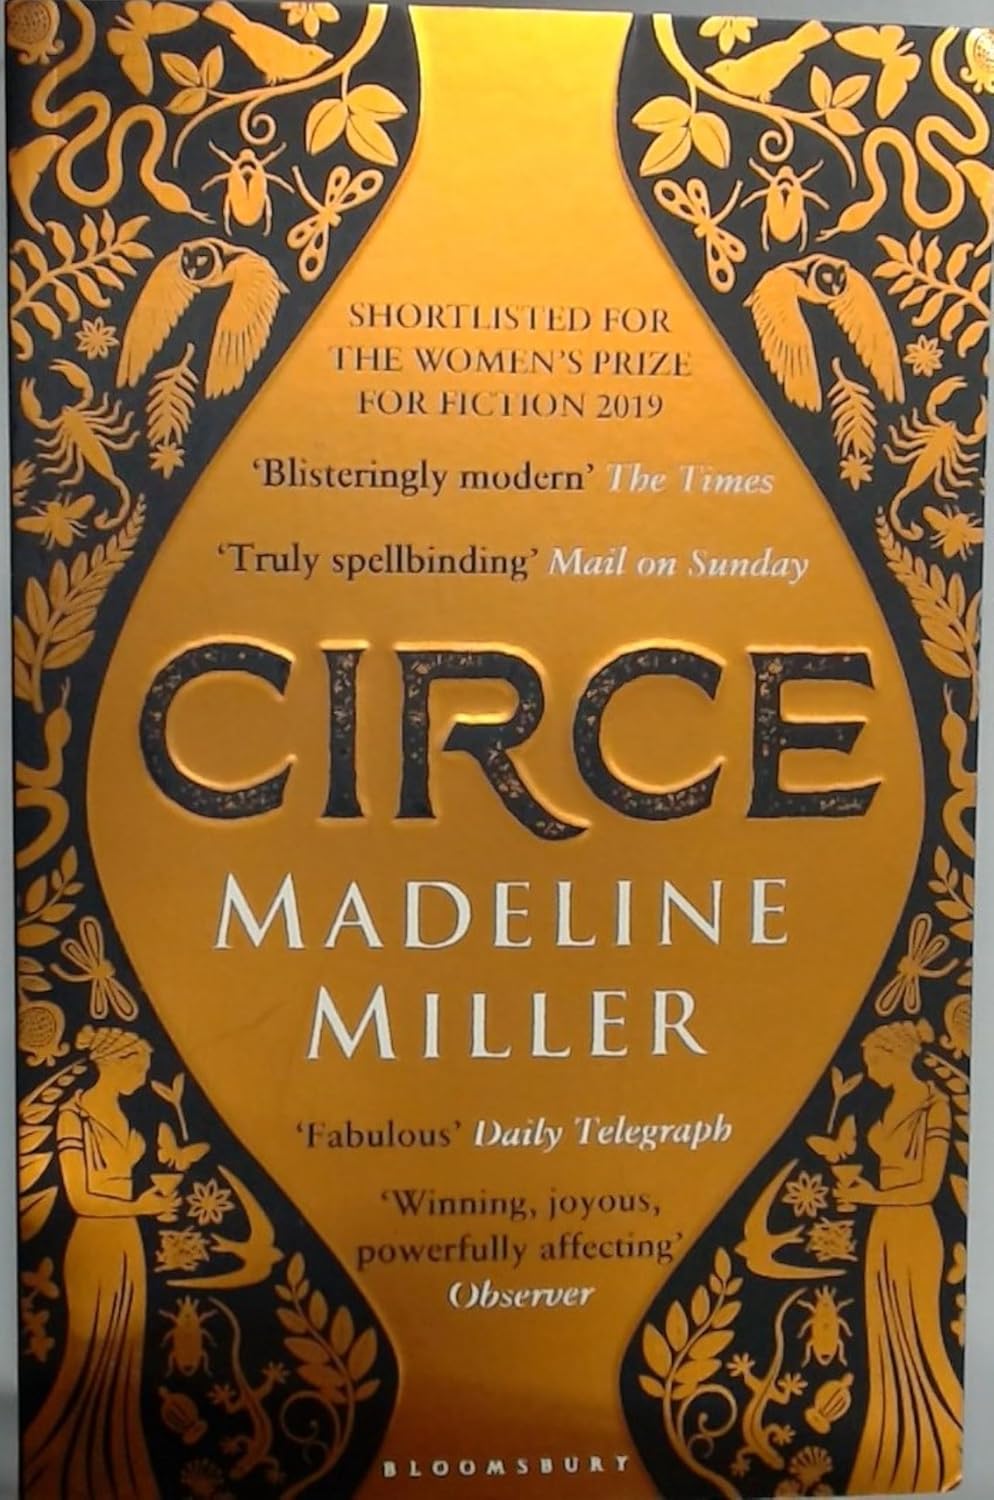 SHORTLISTED FOR
THE WOMEN'S PRIZE
FOR FICTION 2019
'Blisteringly modern' The Times
'Truly spellbinding' Mail on Sunday
CIRCE
MADELINE
MILLER
'Fabulous' Daily Telegraph
'Winning, joyous,
powerfully affecting'
Observer
BLOOMSBURY